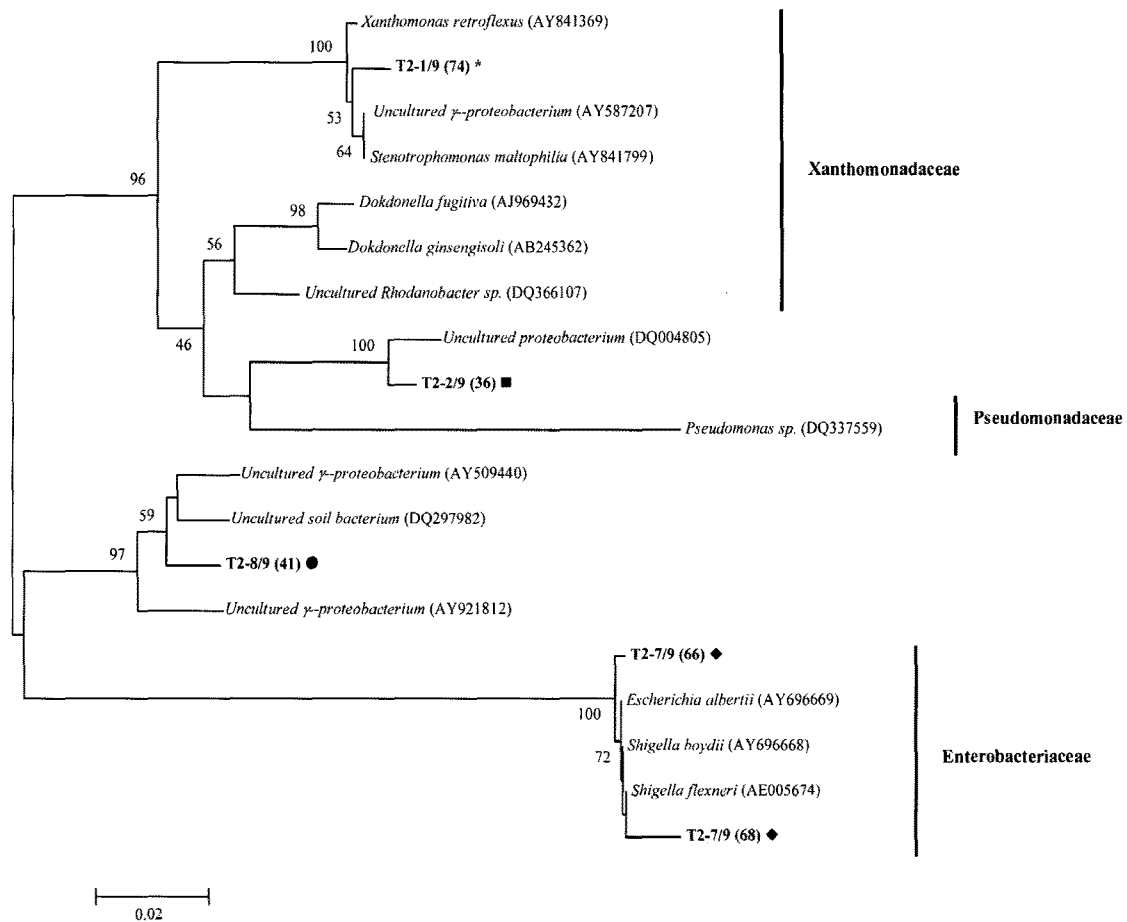 Xanthomonas retroflexus (AY841369)
100
T2-1/9 (74) *
Uncultured γ-proteobacterium (AY587207)
53
64
Stenotrophomonas maltophilia (AY841799)
Xanthomonadaceae
96
Dokdonella fugitiva (AJ969432)
98
56
Dokdonella ginsengisoli (AB245362)
Uncultured Rhodanobacter sp. (DQ366107)
46
Uncultured proteobacterium (DQ004805)
100
T2-2/9 (36) ■
Pseudomonadaceae
Pseudomonas sp. (DQ337559)
Uncultured γ-proteobacterium (AY509440)
59
Uncultured soil bacterium (DQ297982)
97
T2-8/9 (41) ●
Uncultured γ-proteobacterium (AY921812)
T2-7/9 (66) ◆
Escherichia albertii (AY696669)
100
Shigella boydii (AY696668)
72
Enterobacteriaceae
Shigella flexneri (AE005674)
T2-7/9 (68) ◆
0.02